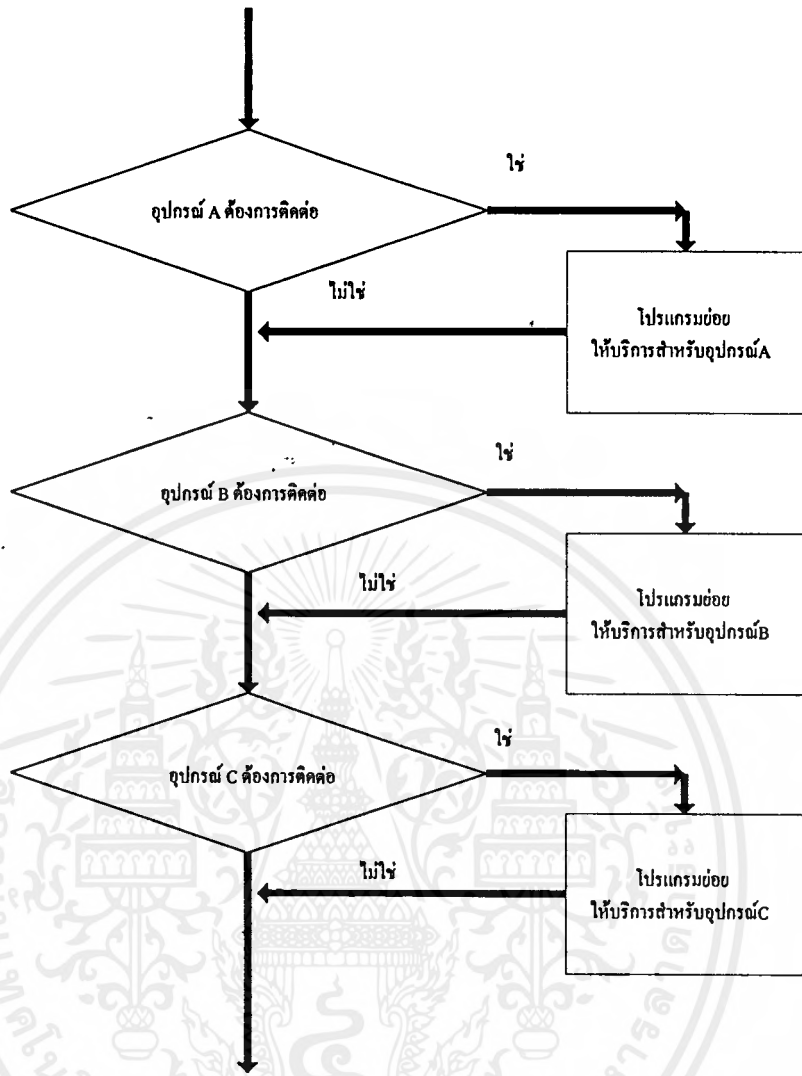 ใช่
อุปกรณ์ A ต้องการติดต่อ
ไม่ใช่
โปรแกรมย่อย
ให้บริการสำหรับอุปกรณ์A
ใช่
อุปกรณ์ B ต้องการติดต่อ
ไม่ใช่
โปรแกรมย่อย
ให้บริการสำหรับอุปกรณ์B
ใช่
อุปกรณ์ C ต้องการติดต่อ
ไม่ใช่
โปรแกรมย่อย
ให้บริการสำหรับอุปกรณ์C